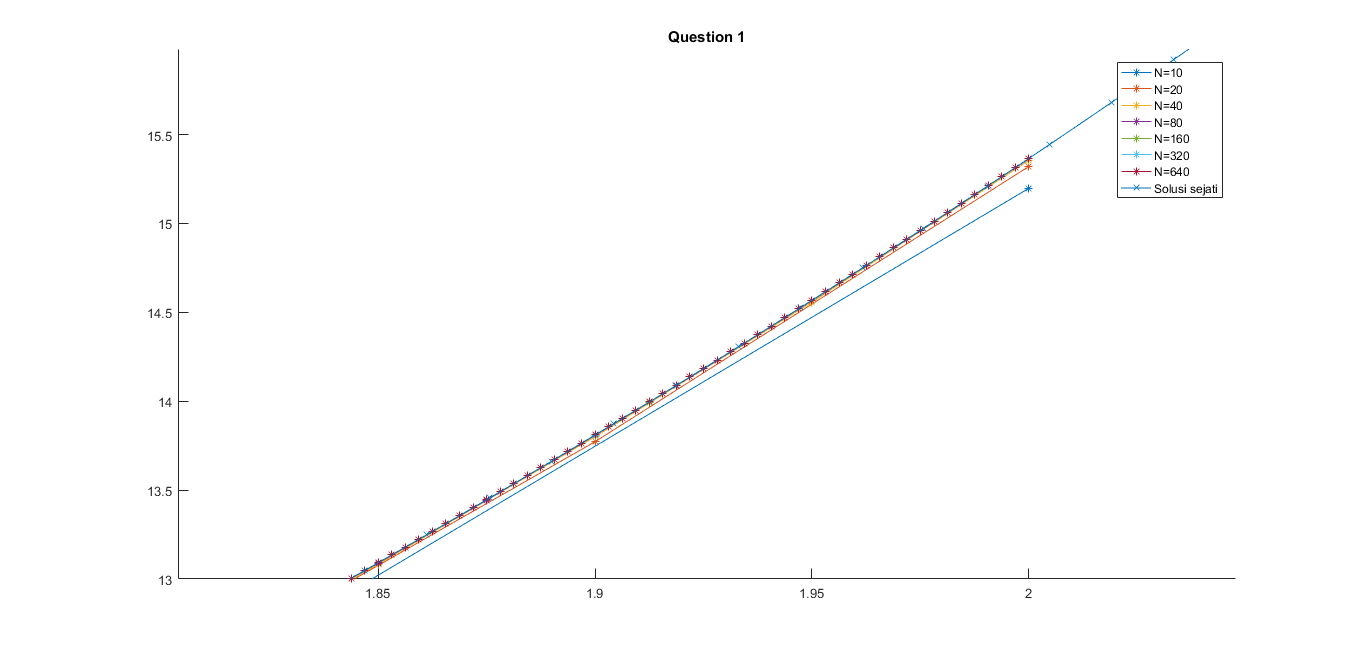 Question 1
N=10
N=20
N=40
N=80
N=160
N=320
N=640
Solusi sejati
15.5
15
14.5
14
13.5
13
1.85
1.9
1.95
2